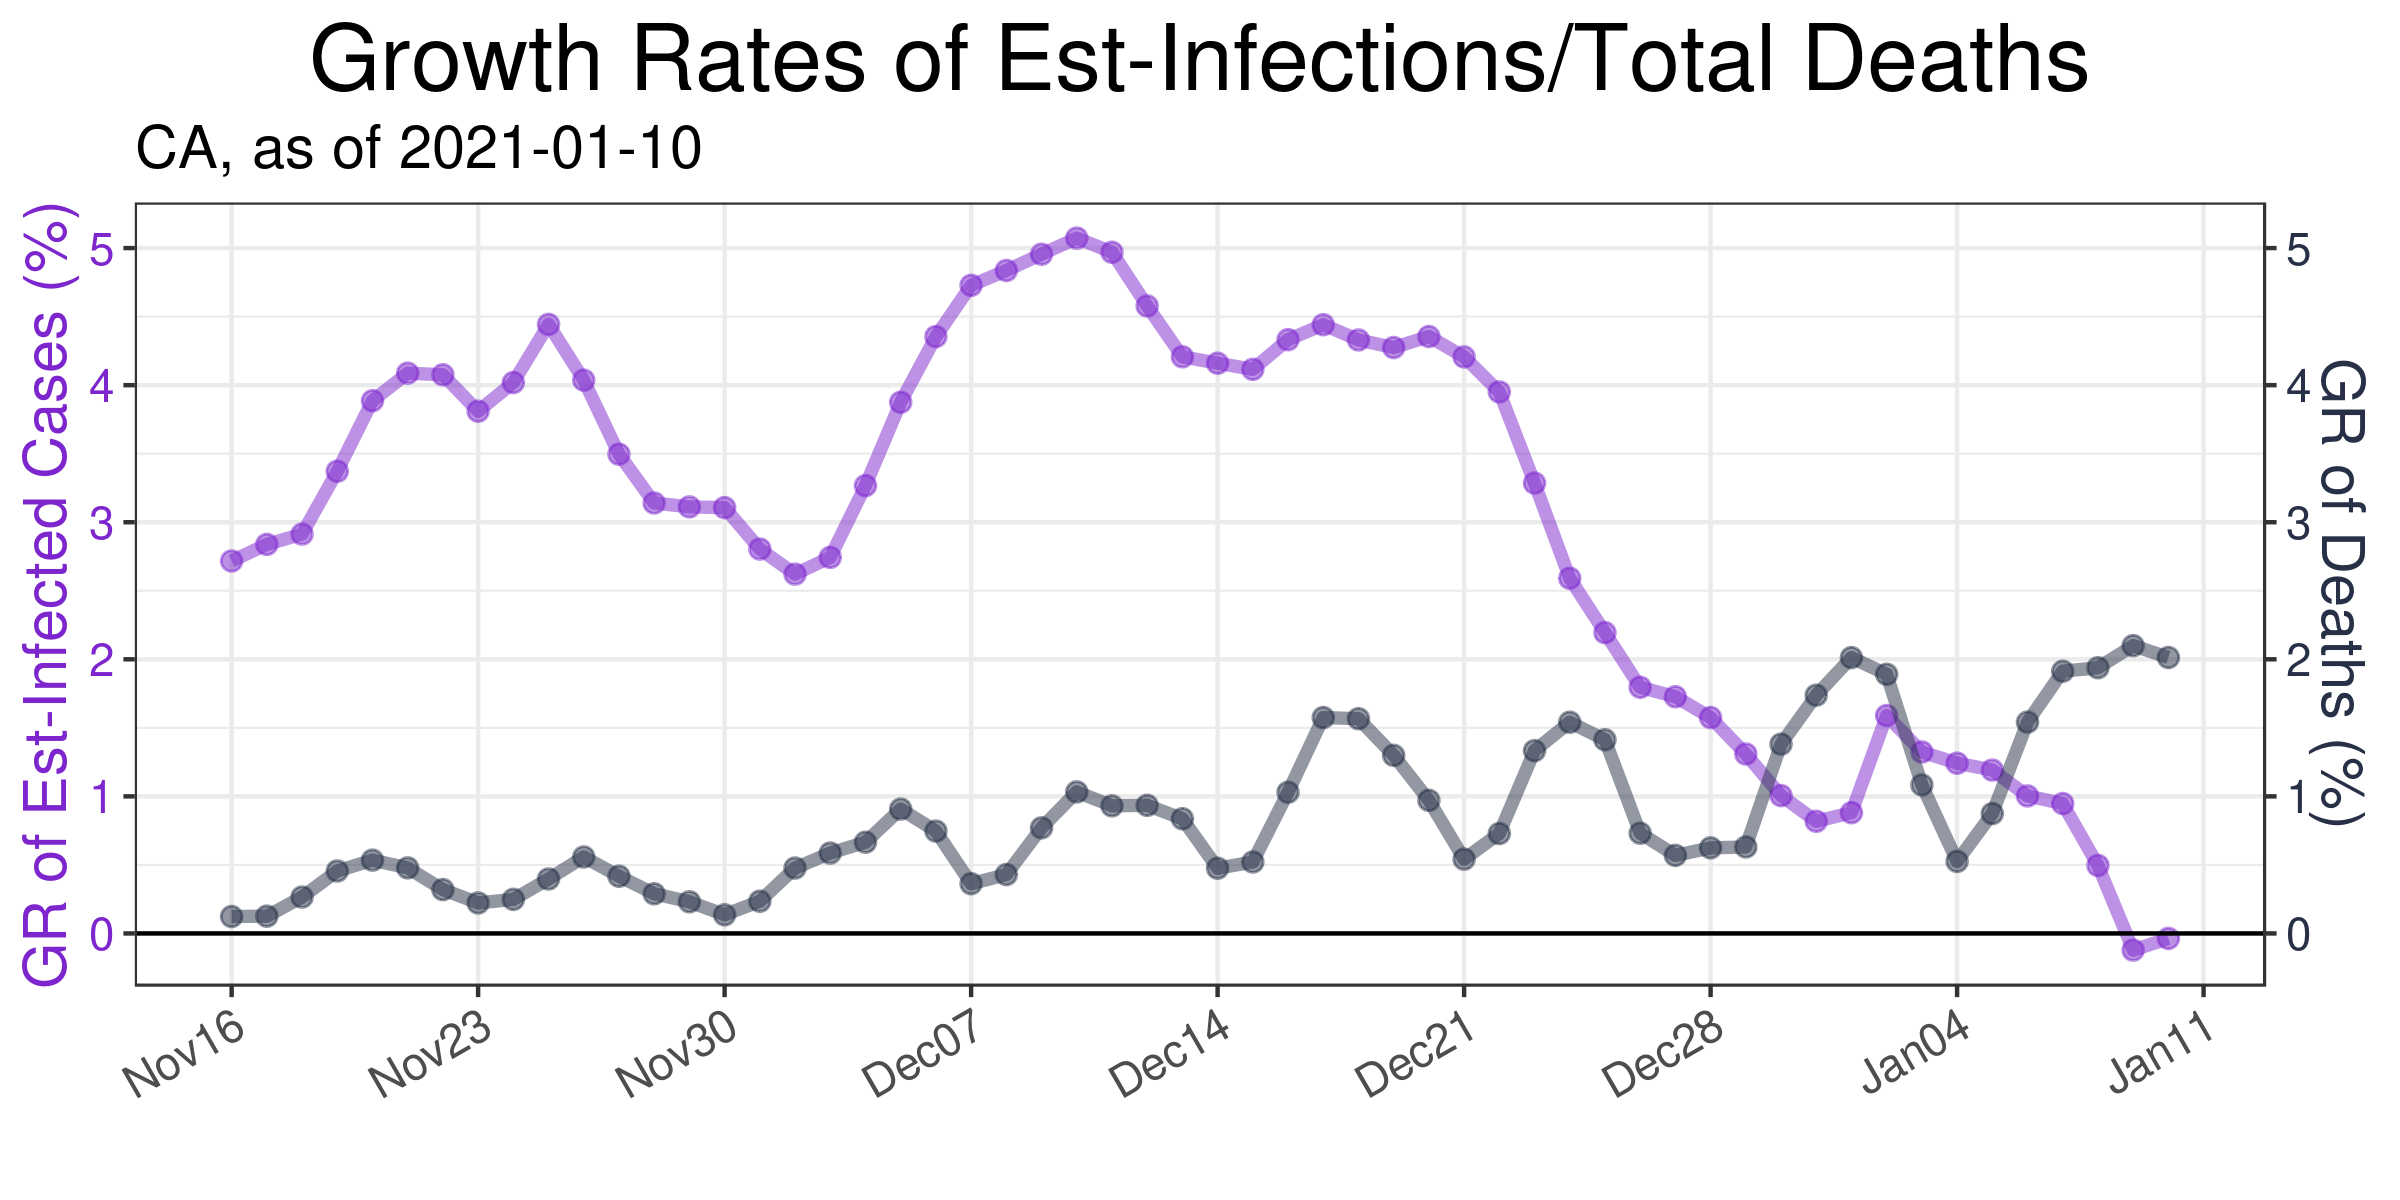 Growth Rates of Est-Infections/Total Deaths
CA, as of 2021-01-10
GR of Est-Infected Cases (%)
5
4
3
2
1
0
5
4
3
2
1
0
GR of Deaths (%)
Nov16
Nov23
Nov30
Dec07
Dec14
Dec21
Dec28
Jan04
Jan11